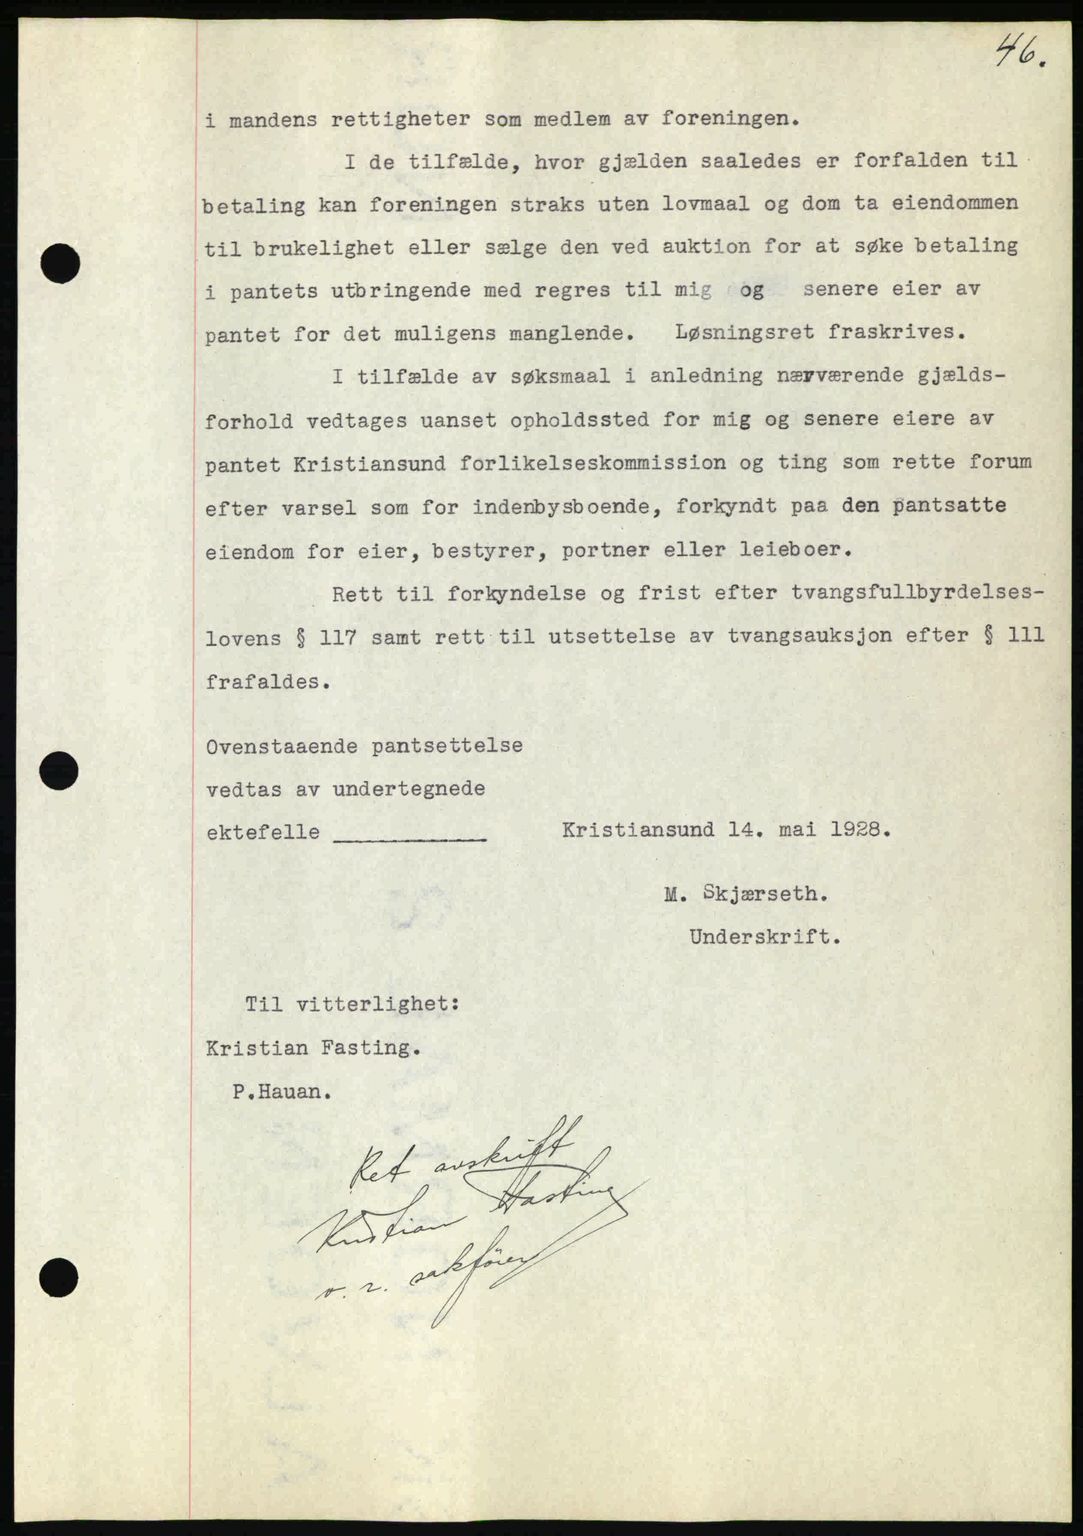 46.
i mandens rettigheter som medlem av foreningen.
I de tilfælde, hvor gjælden saaledes er forfalden til
betaling kan foreningen straks uten lovmaal og dom ta eiendommen
til brukelighet eller sælge den ved auktion for at søke betaling
i pantets utbringende med regres til mig og senere eier av
pantet for det muligens manglende. Løsningsret fraskrives.
I tilfælde av søksmaal i anledning nærværende gjælds-
forhold vedtages uanset opholdssted for mig og senere eiere av
pantet Kristiansund forlikelseskommission og ting som rette forum
efter varsel som for indenbysboende, forkyndt paa den pantsatte
eiendom for eier, bestyrer, portner eller leieboer.
Rett til forkyndelse og frist efter tvangsfullbyrdelses-
lovens § 117 samt rett til utsettelse av tvangsauksjon efter § 111
frafaldes.
Ovenstaaende pantsettelse
vedtas av undertegnede
ektefelle ____________ Kristiansund 14. mai 1928.
M. Skjærseth.
Underskrift.
Til vitterlighet:
Kristian Fasting.
P.Hauan.
Ret avskrift
Kristian Fasting
o. r. sakfører